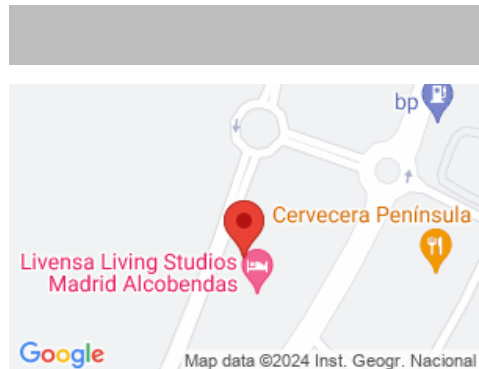 bp
Cervecera Península
Livensa Living Studios
Madrid Alcobendas
Google
Map data ©2024 Inst. Geogr. Nacional